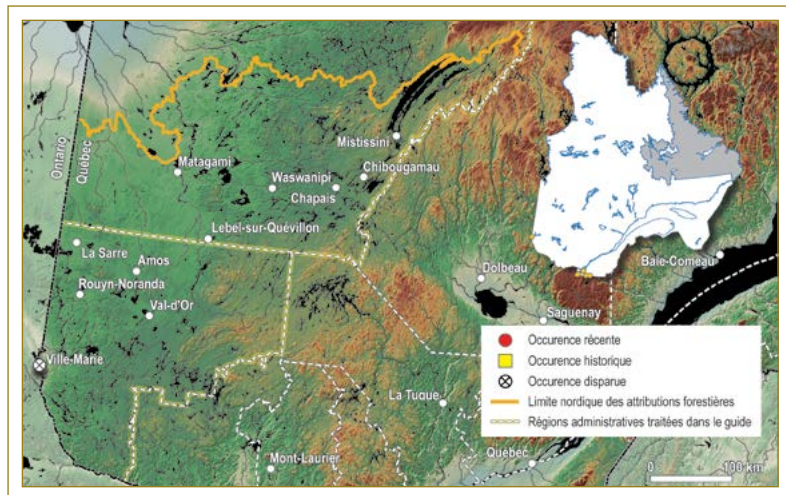 Ontario
Québec
Matagami
Mistissini
Waswanipi
Chibougamau
Chapais
Lebel-sur-Quévillon
La Sarre
Amos
Rouyn-Noranda
Val-d'Or
Ville-Marie
Dolbeau
Baie-Comeau
Saguenay
La Tuque
Mont-Laurier
Québec
Occurence récente
Occurence historique
Occurence disparue
Limite nordique des attributions forestières
Régions administratives traitées dans le guide
0 100 km